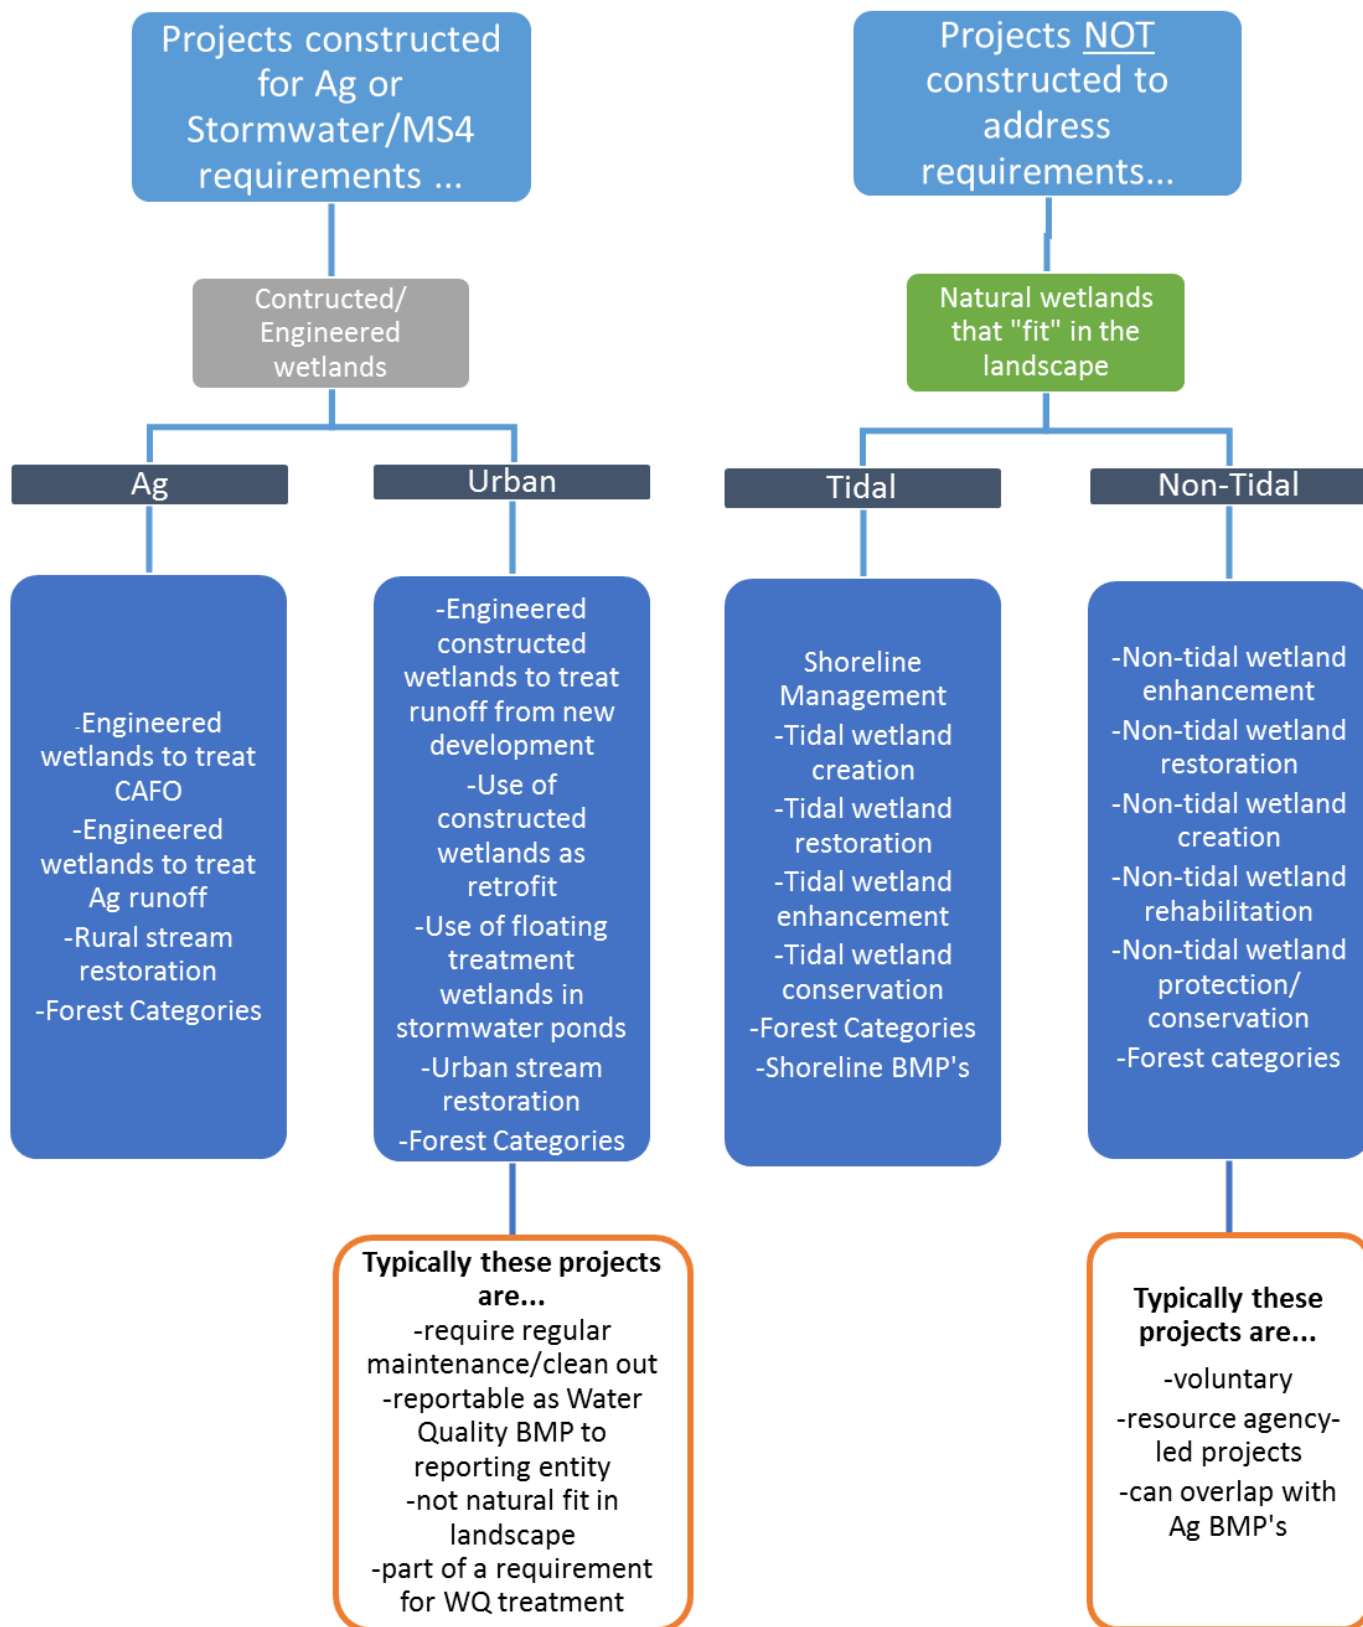 Projects constructed
for Ag or
Stormwater/MS4
requirements ...
Contructed/
Engineered
wetlands
Ag
-Engineered
wetlands to treat
CAFO
-Engineered
wetlands to treat
Ag runoff
-Rural stream
restoration
-Forest Categories
Urban
-Engineered
constructed
wetlands to treat
runoff from new
development
-Use of
constructed
wetlands as
retrofit
-Use of floating
treatment
wetlands in
stormwater ponds
-Urban stream
restoration
-Forest Categories
Typically these projects
are...
-require regular
maintenance/clean out
-reportable as Water
Quality BMP to
reporting entity
-not natural fit in
landscape
-part of a requirement
for WQ treatment
Projects NOT
constructed to
address
requirements...
Natural wetlands
that "fit" in the
landscape
Tidal
Shoreline
Management
-Tidal wetland
creation
-Tidal wetland
restoration
-Tidal wetland
enhancement
-Tidal wetland
conservation
-Forest Categories
-Shoreline BMP's
Non-Tidal
-Non-tidal wetland
enhancement
-Non-tidal wetland
restoration
-Non-tidal wetland
creation
-Non-tidal wetland
rehabilitation
-Non-tidal wetland
protection/
conservation
-Forest categories
Typically these
projects are...
-voluntary
-resource agency-
led projects
-can overlap with
Ag BMP's